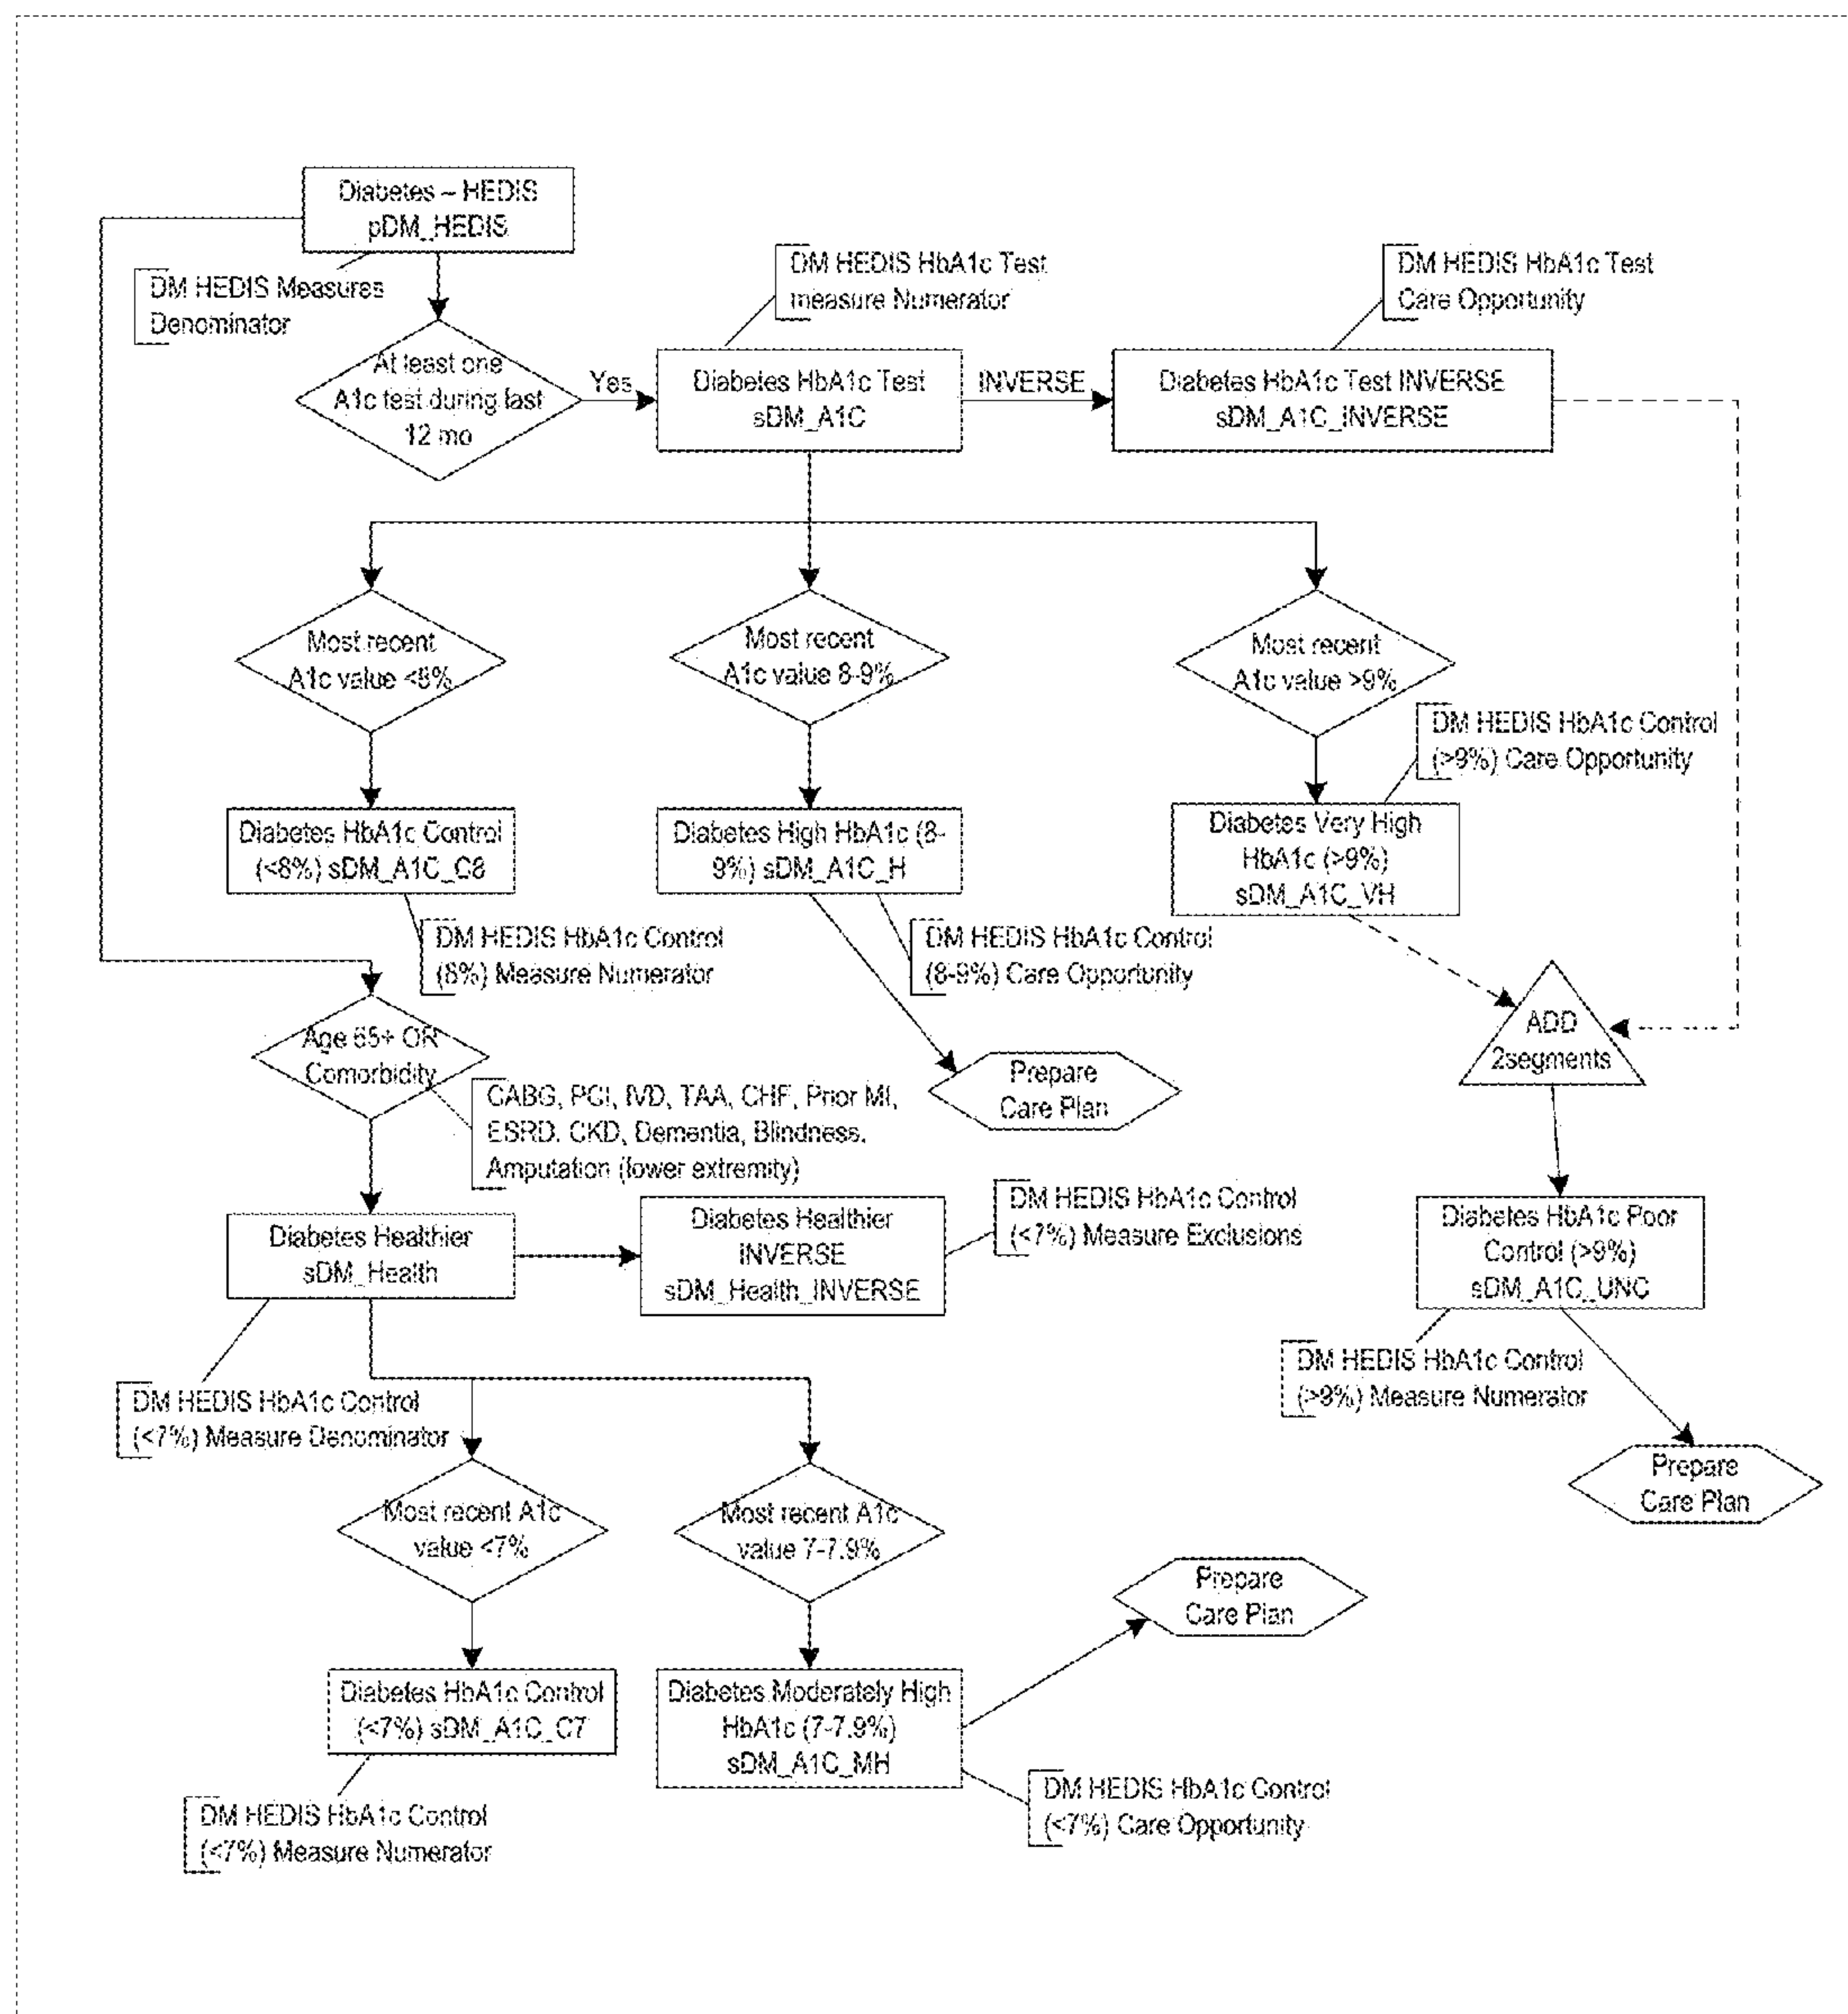 Diabetes – HEDIS
pDM_HEDIS
DM HEDIS Measures
Denominator
DM HEDIS HbA1c Test
measure Numerator
DM HEDIS HbA1c Test
Care Opportunity
At least one
A1c test during last
12 mo
Yes
Diabetes HbA1c Test
sDM_A1C
INVERSE
Diabetes HbA1c Test INVERSE
sDM_A1C_INVERSE
Most recent
A1c value <8%
Most recent
A1c value 8-9%
Most recent
A1c value >9%
DM HEDIS HbA1c Control
(>9%) Care Opportunity
Diabetes HbA1c Control
(<8%) sDM_A1C_C8
Diabetes High HbA1c (8-
9%) sDM_A1C_H
Diabetes Very High
HbA1c (>9%)
sDM_A1C_VH
DM HEDIS HbA1c Control
(8%) Measure Numerator
DM HEDIS HbA1c Control
(8-9%) Care Opportunity
Age 65+ OR
Comorbidity
CABG, PCI, IVD, TAA, CHF, Prior MI,
ESRD, CKD, Dementia, Blindness,
Amputation (lower extremity)
Prepare
Care Plan
ADD
2segments
Diabetes Healthier
sDM_Health
Diabetes Healthier
INVERSE
sDM_Health_INVERSE
DM HEDIS HbA1c Control
(<7%) Measure Exclusions
Diabetes HbA1c Poor
Control (>9%)
sDM_A1C_UNC
DM HEDIS HbA1c Control
(<7%) Measure Denominator
DM HEDIS HbA1c Control
(>9%) Measure Numerator
Prepare
Care Plan
Most recent A1c
value <7%
Most recent A1c
value 7-7.9%
Prepare
Care Plan
Diabetes HbA1c Control
(<7%) sDM_A1C_C7
Diabetes Moderately High
HbA1c (7-7.9%)
sDM_A1C_MH
DM HEDIS HbA1c Control
(<7%) Measure Numerator
DM HEDIS HbA1c Control
(<7%) Care Opportunity